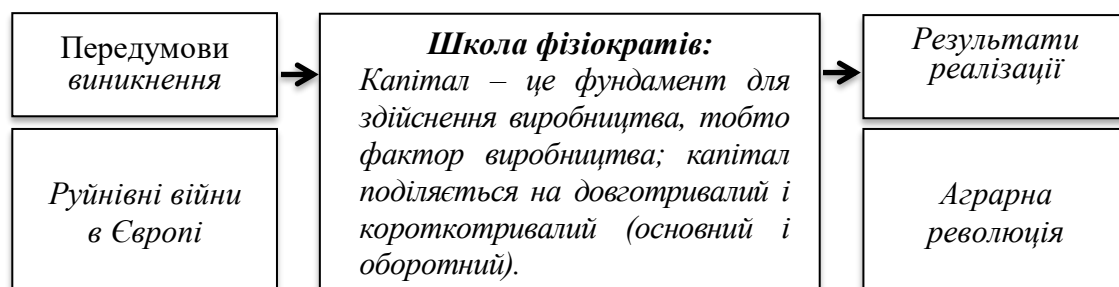 Передумови
виникнення
Руйнівні війни
в Європі
Школа фізіократів:
Капітал – це фундамент для
здійснення виробництва, тобто
фактор виробництва; капітал
поділяється на довготривалий і
короткотривалий (основний і
оборотний).
Результати
реалізації
Аграрна
революція